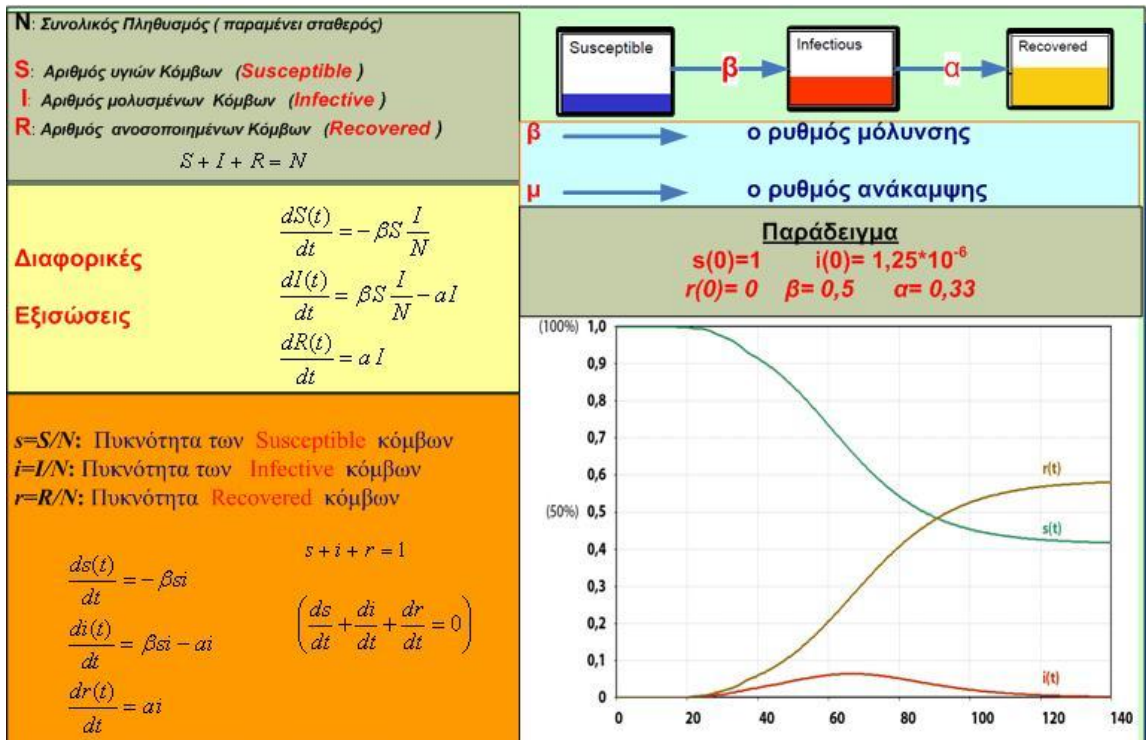 N: Συνολικός Πληθυσμός ( παραμένει σταθερός)
S: Αριθμός υγιών Κόμβων (Susceptible )
I: Αριθμός μολυσμένων Κόμβων (Infective )
R: Αριθμός ανοσοποιημένων Κόμβων (Recovered )
S + I + R = N
Διαφορικές
Εξισώσεις
dS(t)/dt = - βS I/N
dI(t)/dt = βS I/N - aI
dR(t)/dt = a I
s=S/N: Πυκνότητα των Susceptible κόμβων
i=I/N: Πυκνότητα των Infective κόμβων
r=R/N: Πυκνότητα Recovered κόμβων
ds(t)/dt = - βsi
di(t)/dt = βsi - ai
dr(t)/dt = ai
s + i + r = 1
(ds/dt + di/dt + dr/dt = 0)
Susceptible β Infectious α Recovered
β ο ρυθμός μόλυνσης
μ ο ρυθμός ανάκαμψης
Παράδειγμα
s(0)=1 i(0)= 1,25*10⁻⁶
r(0)= 0 β= 0,5 α= 0,33
(100%) 1,0
0,9
0,8
0,7
0,6
r(t)
(50%) 0,5
s(t)
0,4
0,3
0,2
0,1
i(t)
0
0 20 40 60 80 100 120 140